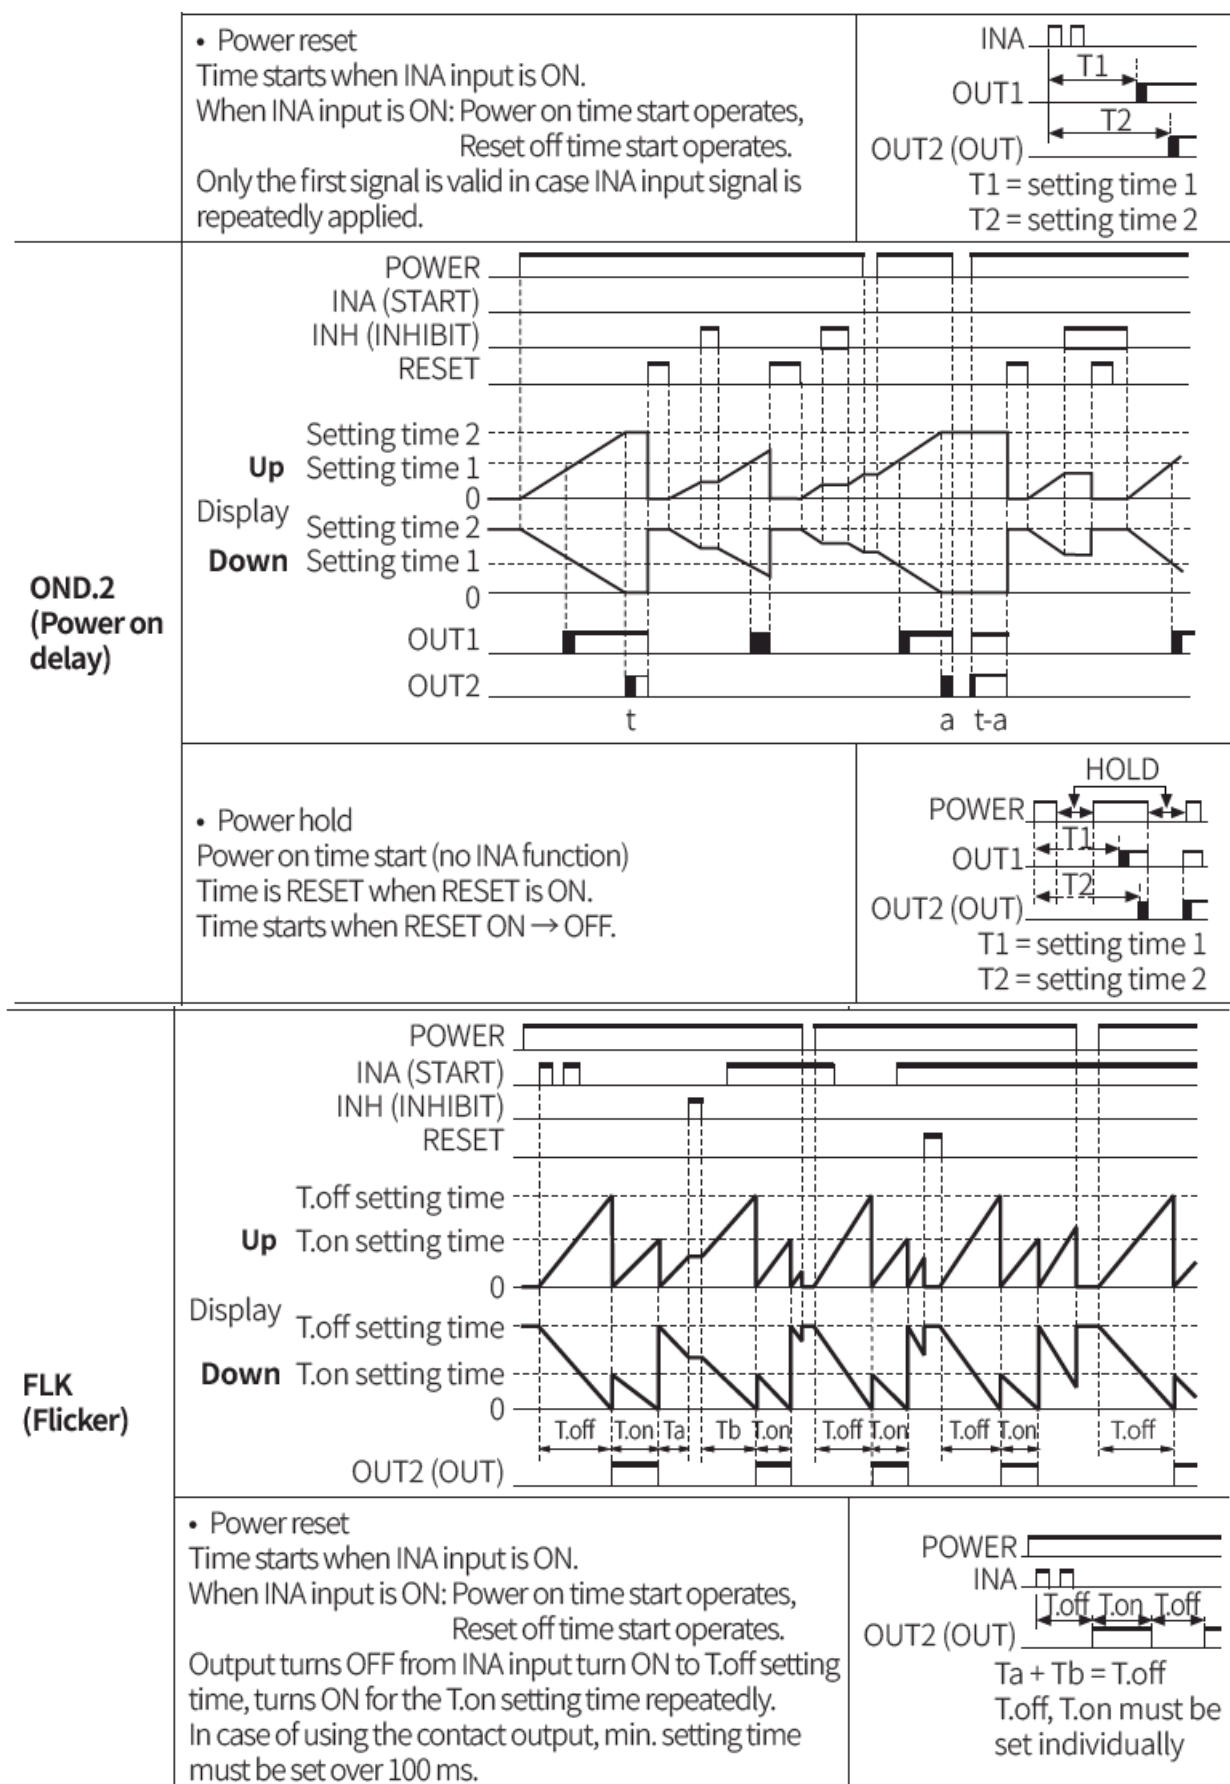 • Power reset
Time starts when INA input is ON.
When INA input is ON: Power on time start operates,
Reset off time start operates.
Only the first signal is valid in case INA input signal is
repeatedly applied.
INA
T1
OUT1
T2
OUT2 (OUT)
T1 = setting time 1
T2 = setting time 2
OND.2
(Power on
delay)
POWER
INA (START)
INH (INHIBIT)
RESET
Setting time 2
Up Setting time 1
0
Display
Setting time 2
Down Setting time 1
0
OUT1
OUT2
t a t-a
• Power hold
Power on time start (no INA function)
Time is RESET when RESET is ON.
Time starts when RESET ON → OFF.
HOLD
POWER
T1
OUT1
T2
OUT2 (OUT)
T1 = setting time 1
T2 = setting time 2
FLK
(Flicker)
POWER
INA (START)
INH (INHIBIT)
RESET
T.off setting time
Up T.on setting time
0
Display
T.off setting time
Down T.on setting time
0
T.off T.on Ta Tb T.on T.off T.on T.off T.on T.off
OUT2 (OUT)
• Power reset
Time starts when INA input is ON.
When INA input is ON: Power on time start operates,
Reset off time start operates.
Output turns OFF from INA input turn ON to T.off setting
time, turns ON for the T.on setting time repeatedly.
In case of using the contact output, min. setting time
must be set over 100 ms.
POWER
INA
T.off T.on T.off
OUT2 (OUT)
Ta + Tb = T.off
T.off, T.on must be
set individually